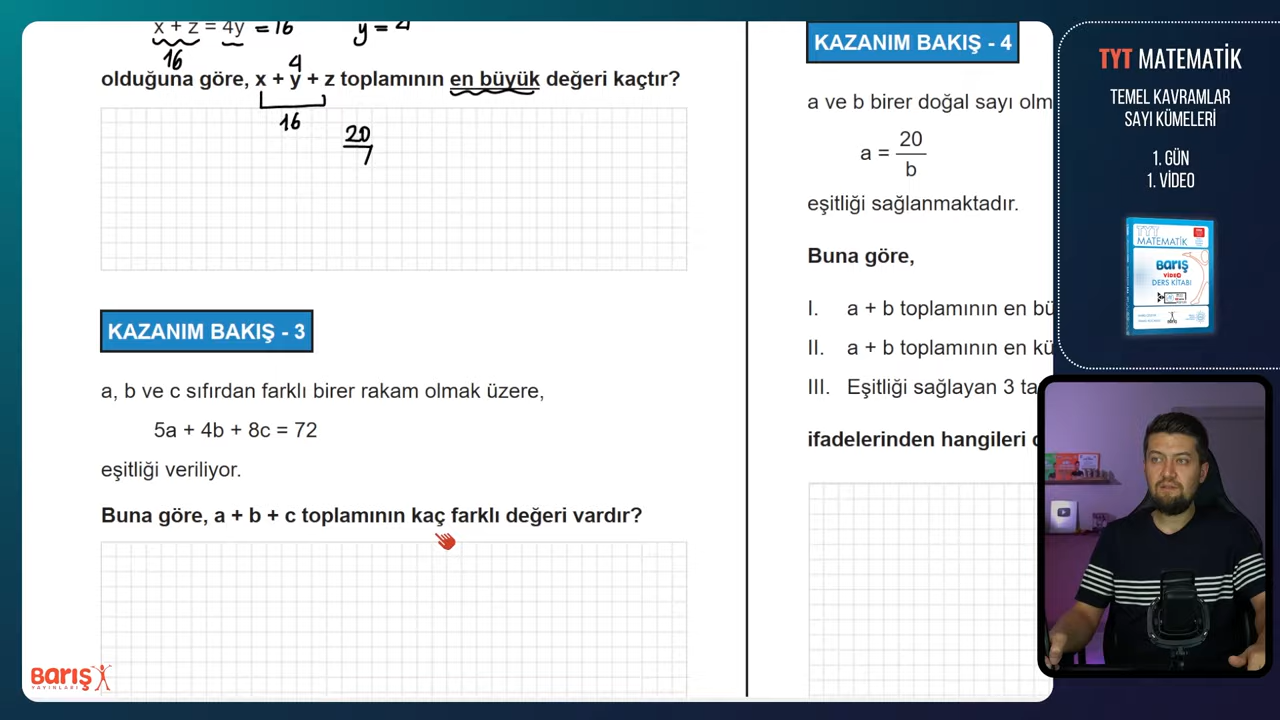 x + z = 4y = 16
y = 4
16
4
olduğuna göre, x + y + z toplamının en büyük değeri kaçtır?
16
20
KAZANIM BAKIŞ - 3
a, b ve c sıfırdan farklı birer rakam olmak üzere,
5a + 4b + 8c = 72
eşitliği veriliyor.
Buna göre, a + b + c toplamının kaç farklı değeri vardır?
BARIŞ
YAYINLARI
KAZANIM BAKIŞ - 4
a ve b birer doğal sayı olm
a = 20/b
eşitliği sağlanmaktadır.
Buna göre,
I. a + b toplamının en bü
II. a + b toplamının en kü
III. Eşitliği sağlayan 3 ta
ifadelerinden hangileri
TYT MATEMATİK
TEMEL KAVRAMLAR
SAYI KÜMELERİ
1. GÜN
1. VİDEO
TYT
MATEMATİK
BARIŞ
VİDEO
DERS KİTABI